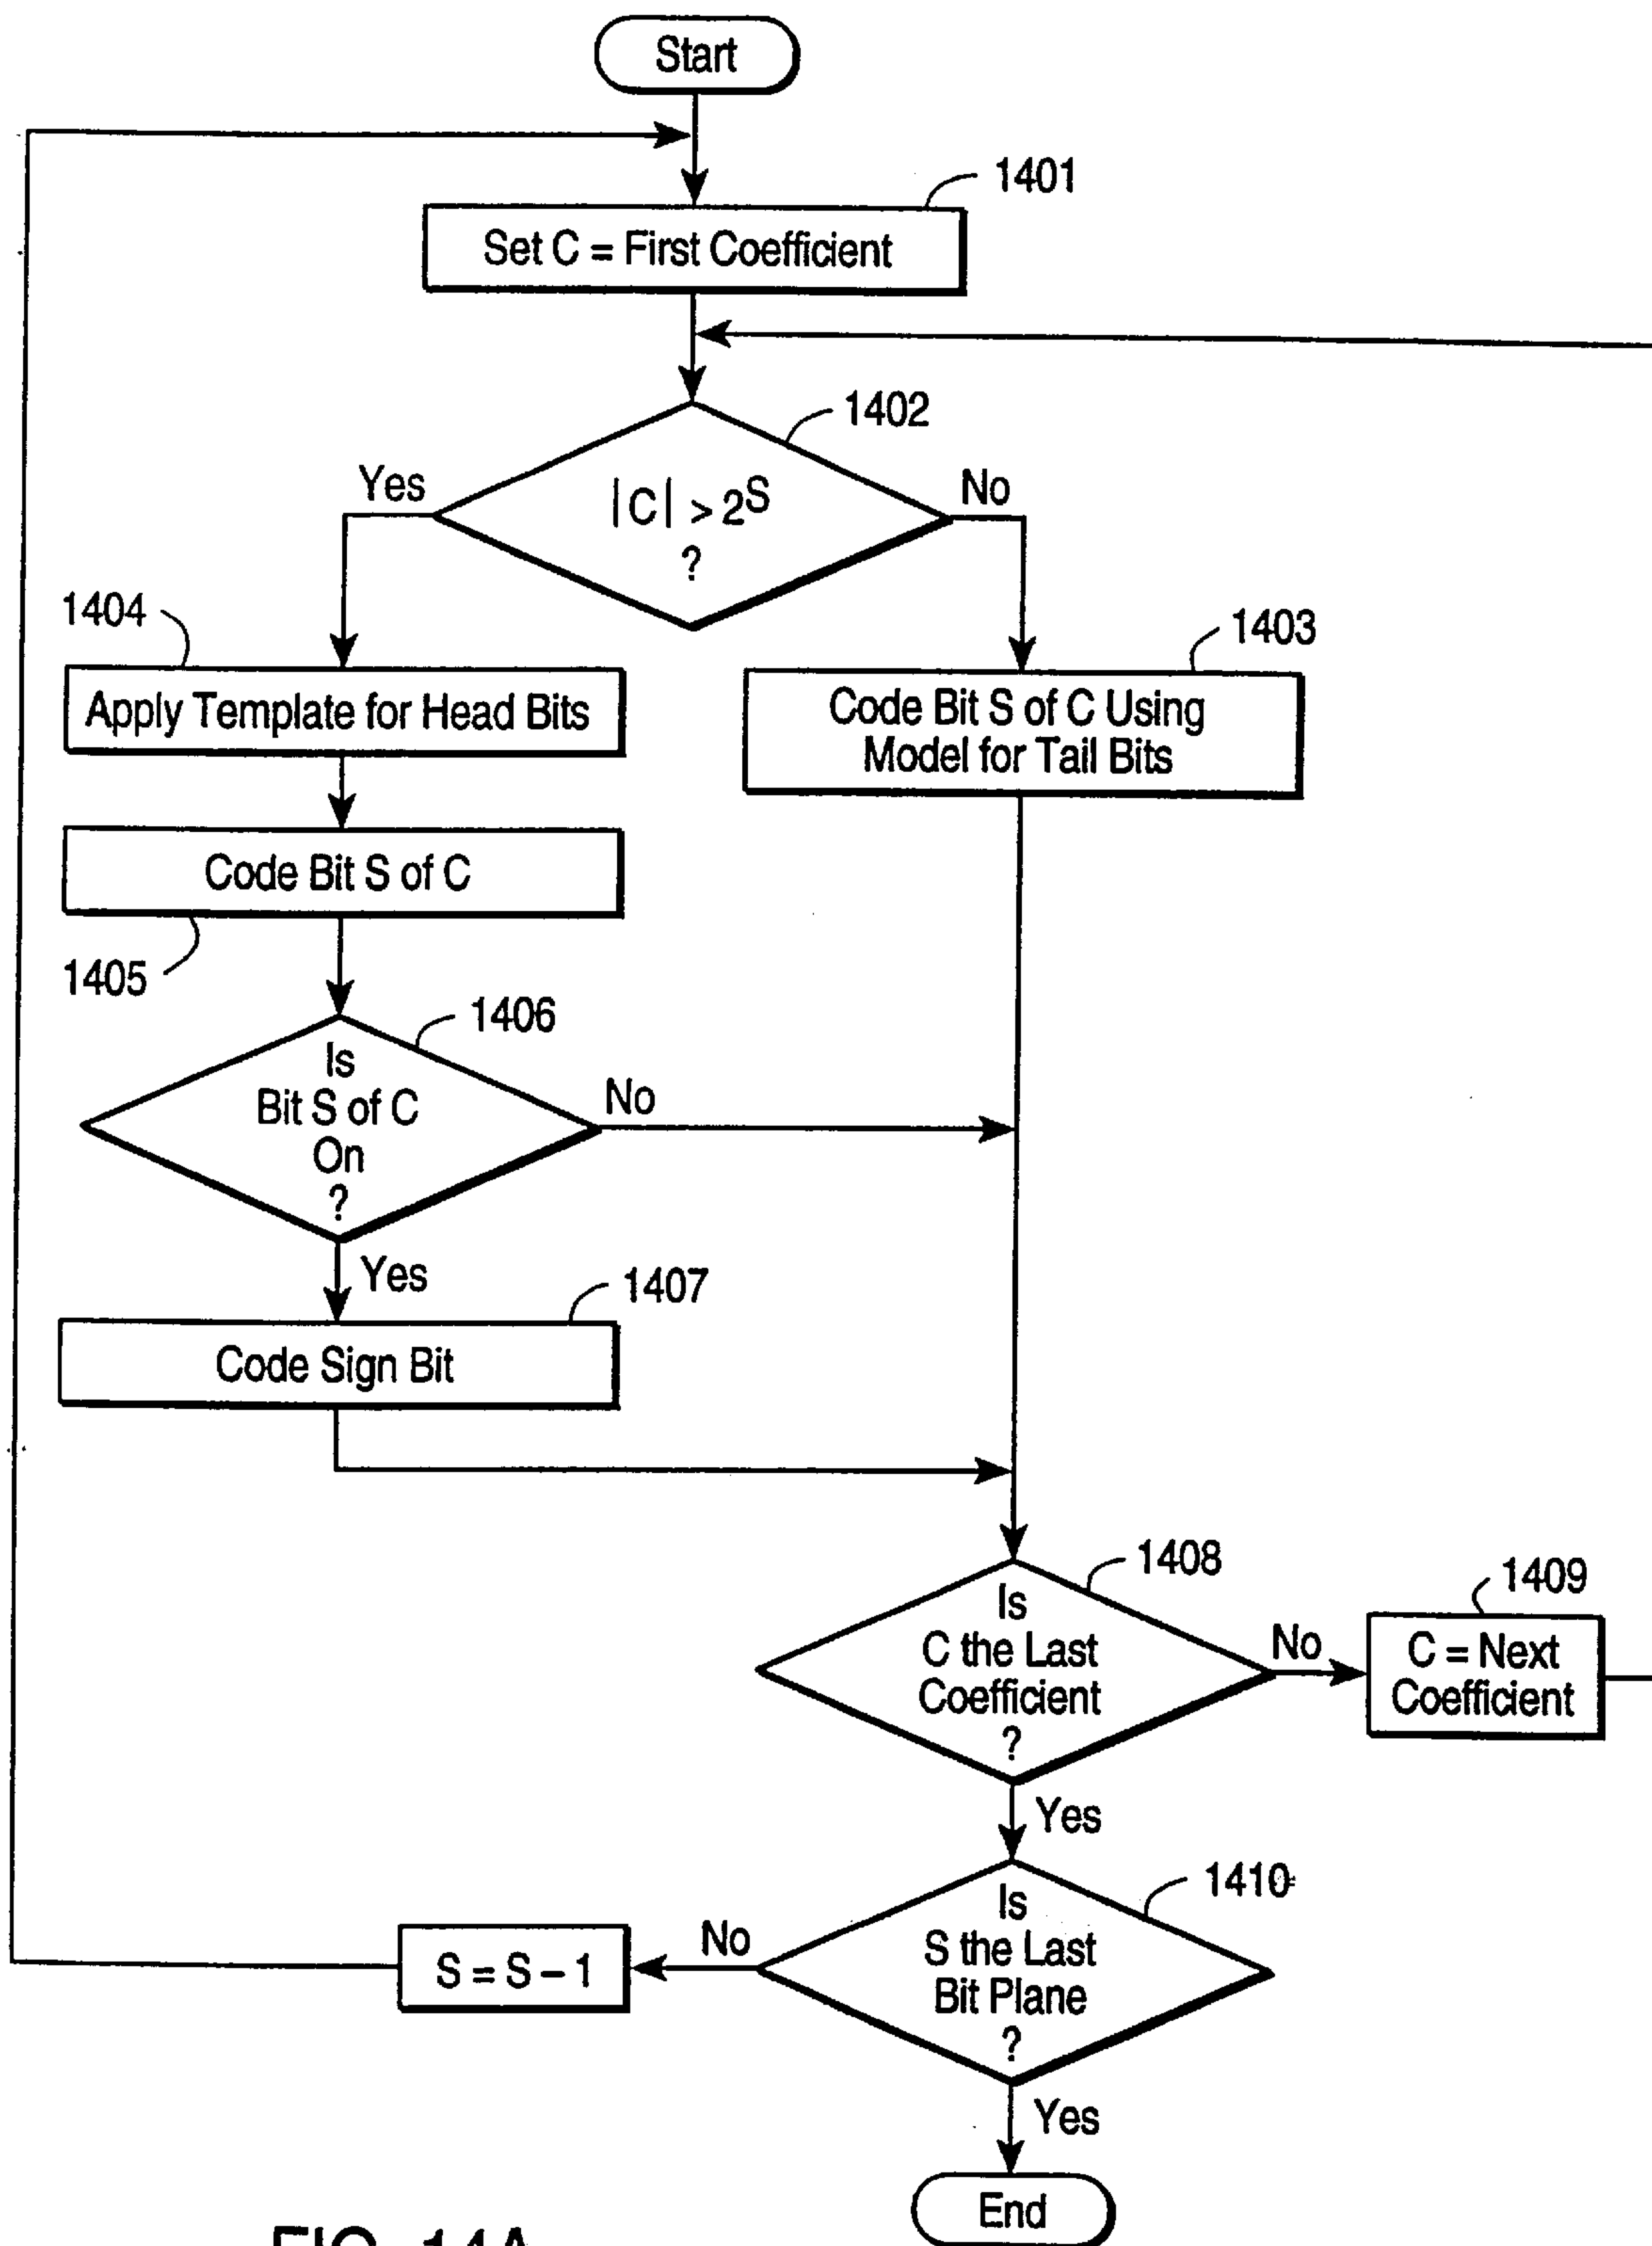 Start
1401
Set C = First Coefficient
1402
Yes
|C| > 2^S
?
No
1404
1403
Apply Template for Head Bits
Code Bit S of C Using
Model for Tail Bits
Code Bit S of C
1405
1406
Is
Bit S of C
On
?
No
Yes
1407
Code Sign Bit
1408
Is
C the Last
Coefficient
?
No
1409
C = Next
Coefficient
Yes
1410
Is
S the Last
Bit Plane
?
No
S = S – 1
Yes
End
FIG. 14A